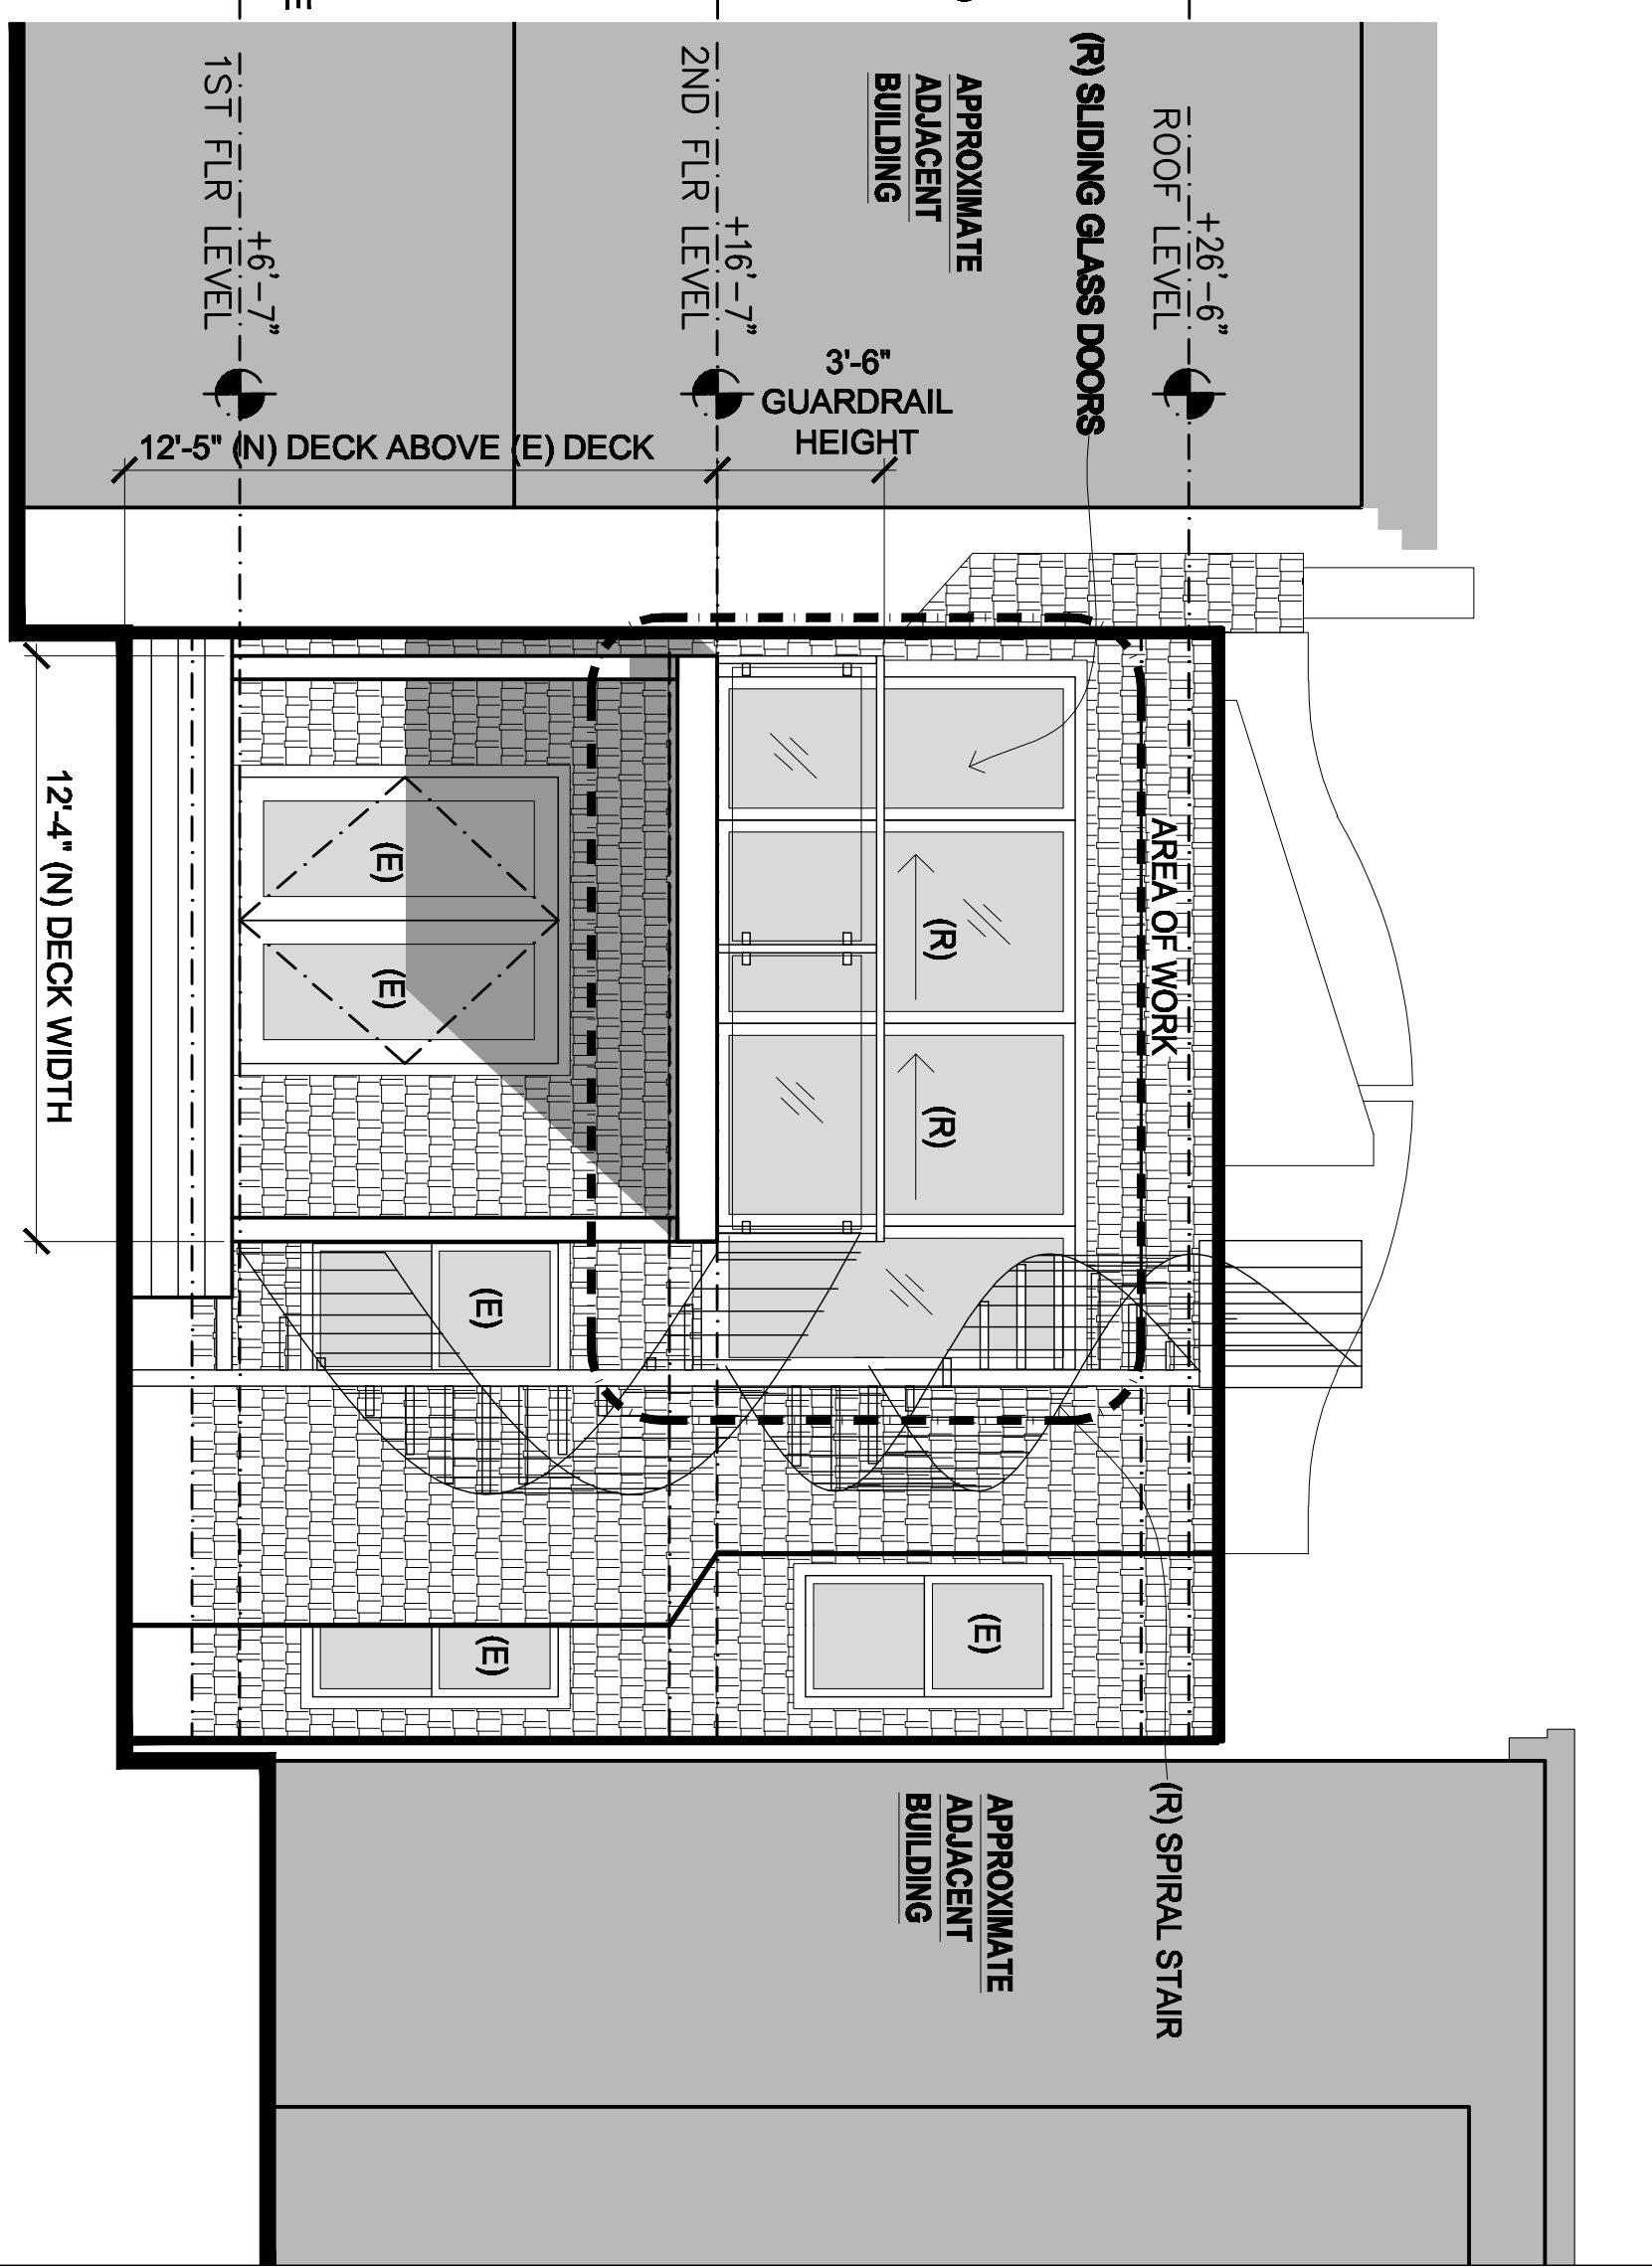 (R) SLIDING GLASS DOORS
APPROXIMATE
ADJACENT
BUILDING
+26'-6"
ROOF LEVEL
+16'-7"
2ND FLR LEVEL
+6'-7"
1ST FLR LEVEL
3'-6"
GUARDRAIL
HEIGHT
12'-5" (N) DECK ABOVE (E) DECK
AREA OF WORK
(R)
(R)
(E)
(E)
(E)
(E)
(E)
12'-4" (N) DECK WIDTH
(R) SPIRAL STAIR
APPROXIMATE
ADJACENT
BUILDING